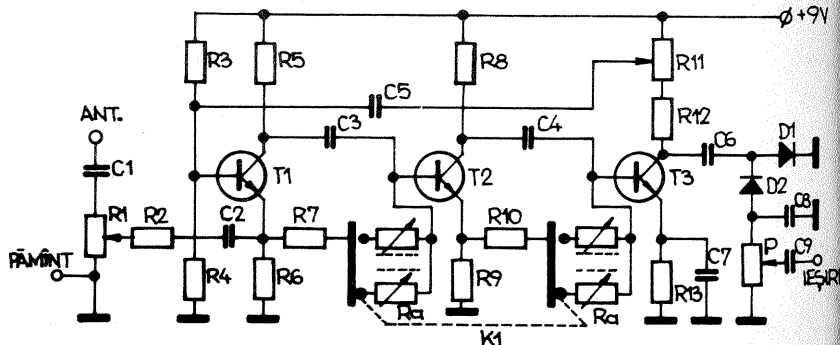 +9V
R3
R5
R8
R11
C5
R12
ANT.
C3
C4
C6
D1
C1
T1
T2
T3
D2
C8
R1
R2
C2
R7
R10
C7
P
C9
PĂMÎNT
R4
R6
R9
R13
IEȘIRE
Ra
Ra
K1